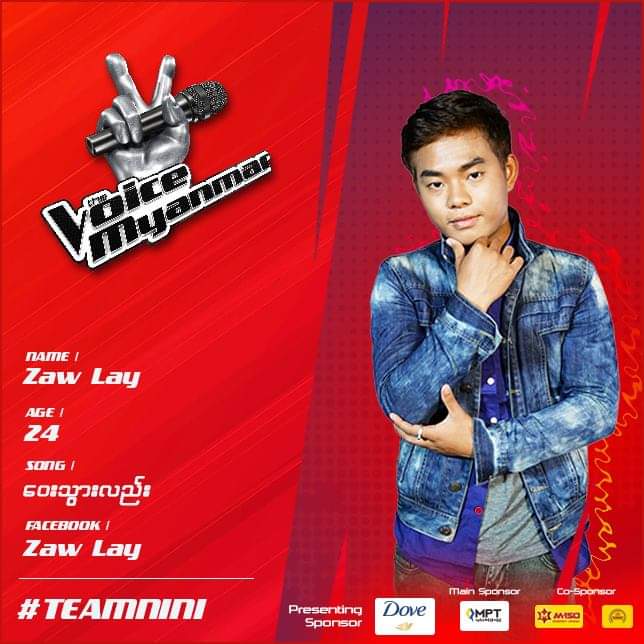 the
Voice
Myanmar
NAME /
Zaw Lay
AGE /
24
SONG /
ဝေးသွားလည်း
FACEBOOK /
Zaw Lay
#TEAMNINI
Presenting
Sponsor
Dove
Main Sponsor
MPT
Co-Sponsor
M-150